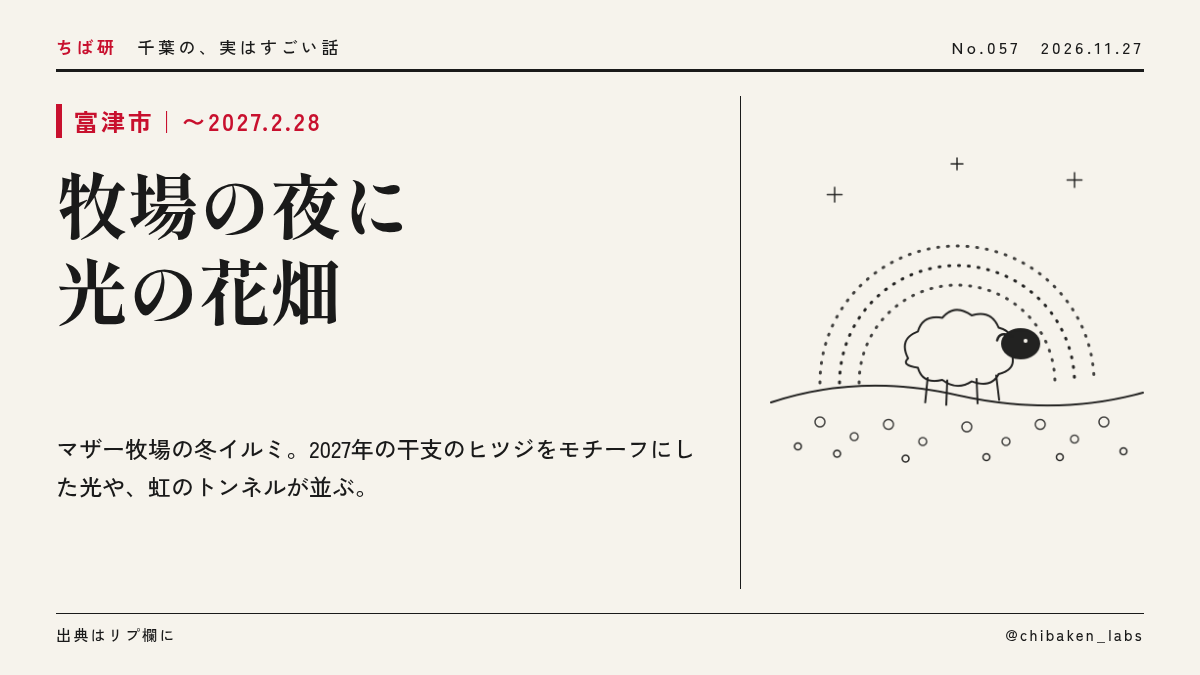 ちば研 千葉の、実はすごい話
No.057 2026.11.27
富津市｜〜2027.2.28
牧場の夜に
光の花畑
マザー牧場の冬イルミ。2027年の干支のヒツジをモチーフにし
た光や、虹のトンネルが並ぶ。
出典はリプ欄に
@chibaken_labs